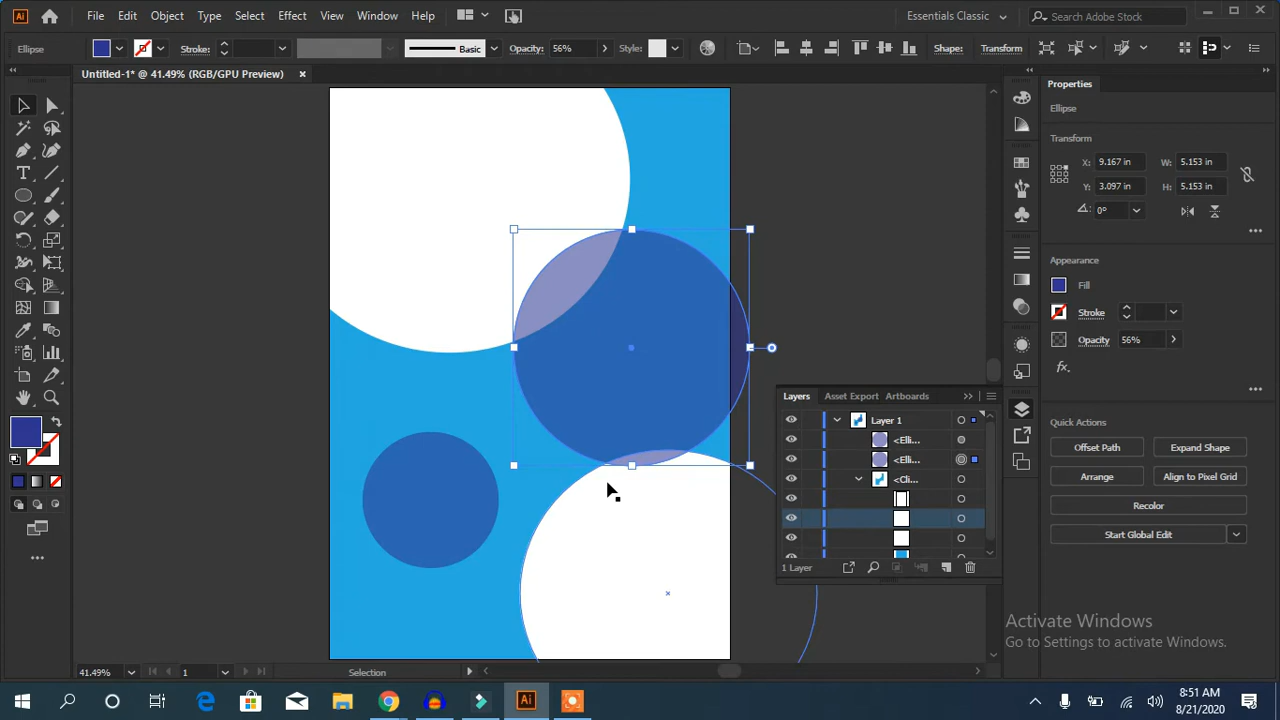 Ai File Edit Object Type Select Effect View Window Help Essentials Classic Search Adobe Stock
Ellipse Stroke: Basic Opacity: 56% Style: Shape: Transform
Untitled-1* @ 41.49% (RGB/GPU Preview)
Properties
Ellipse
Transform
X: 9.167 in W: 5.153 in
Y: 3.097 in H: 5.153 in
0°
Appearance
Fill
Stroke
Opacity 56%
fx.
Layers Asset Export Artboards
Layer 1
<Elli...
<Elli...
<Cli...
1 Layer
Quick Actions
Offset Path Expand Shape
Arrange Align to Pixel Grid
Recolor
Start Global Edit
Activate Windows
Go to Settings to activate Windows.
41.49% 1 Selection
Ai 8:51 AM
8/21/2020